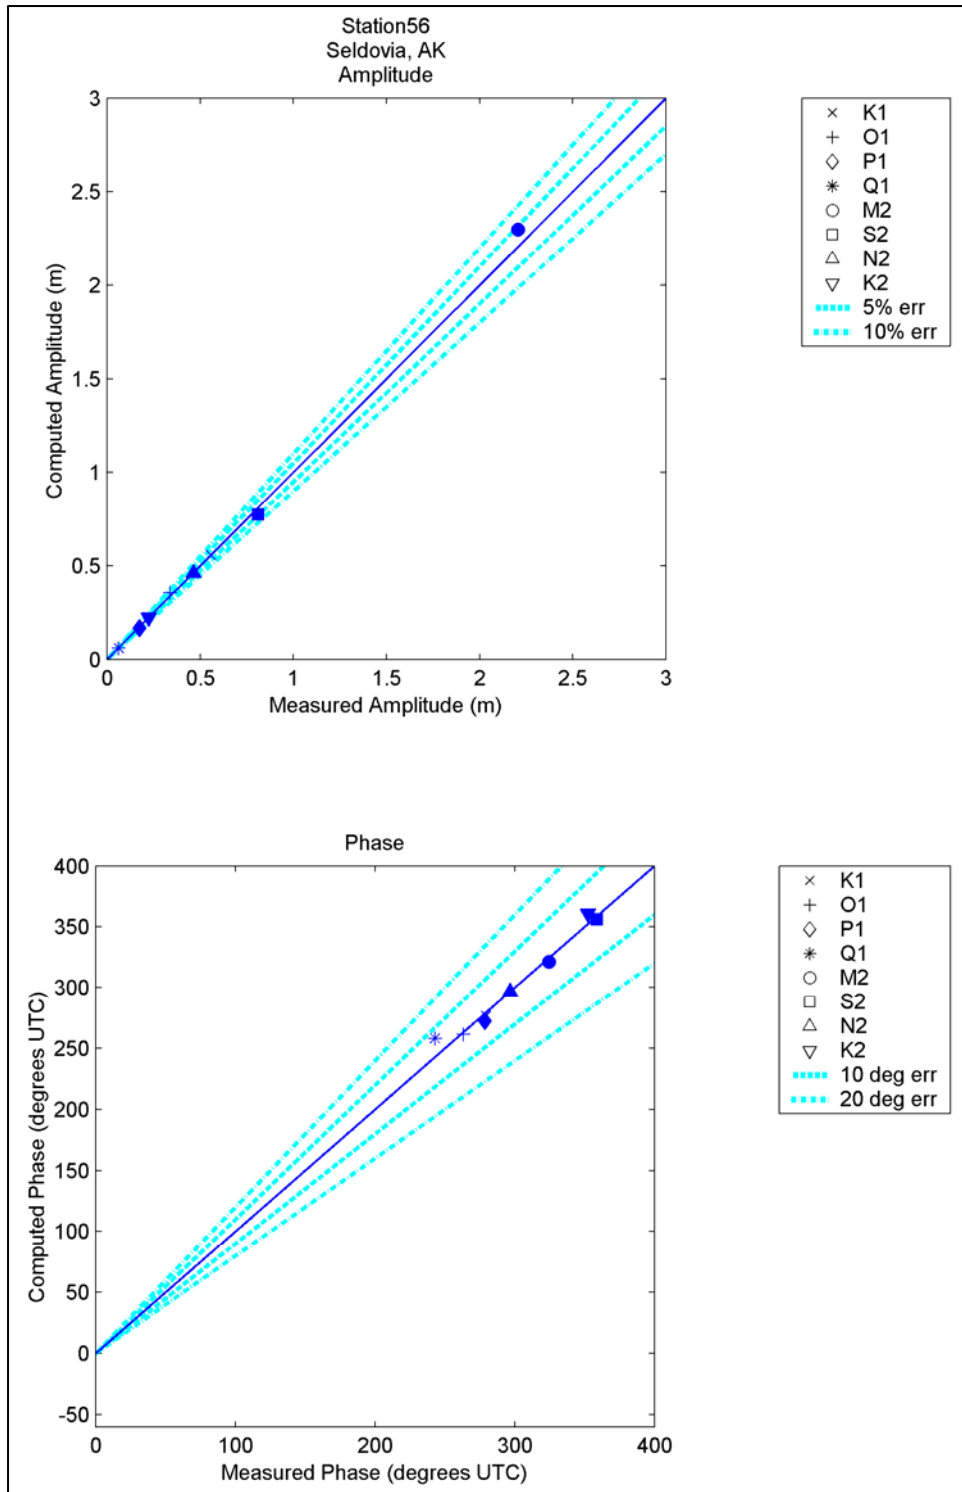 Station56
Seldovia, AK
Amplitude
3
2.5
2
1.5
1
0.5
0
Computed Amplitude (m)
0
0.5
1
1.5
2
2.5
3
Measured Amplitude (m)
K1
O1
P1
Q1
M2
S2
N2
K2
5% err
10% err
Phase
400
350
300
250
200
150
100
50
0
-50
Computed Phase (degrees UTC)
0
100
200
300
400
Measured Phase (degrees UTC)
K1
O1
P1
Q1
M2
S2
N2
K2
10 deg err
20 deg err